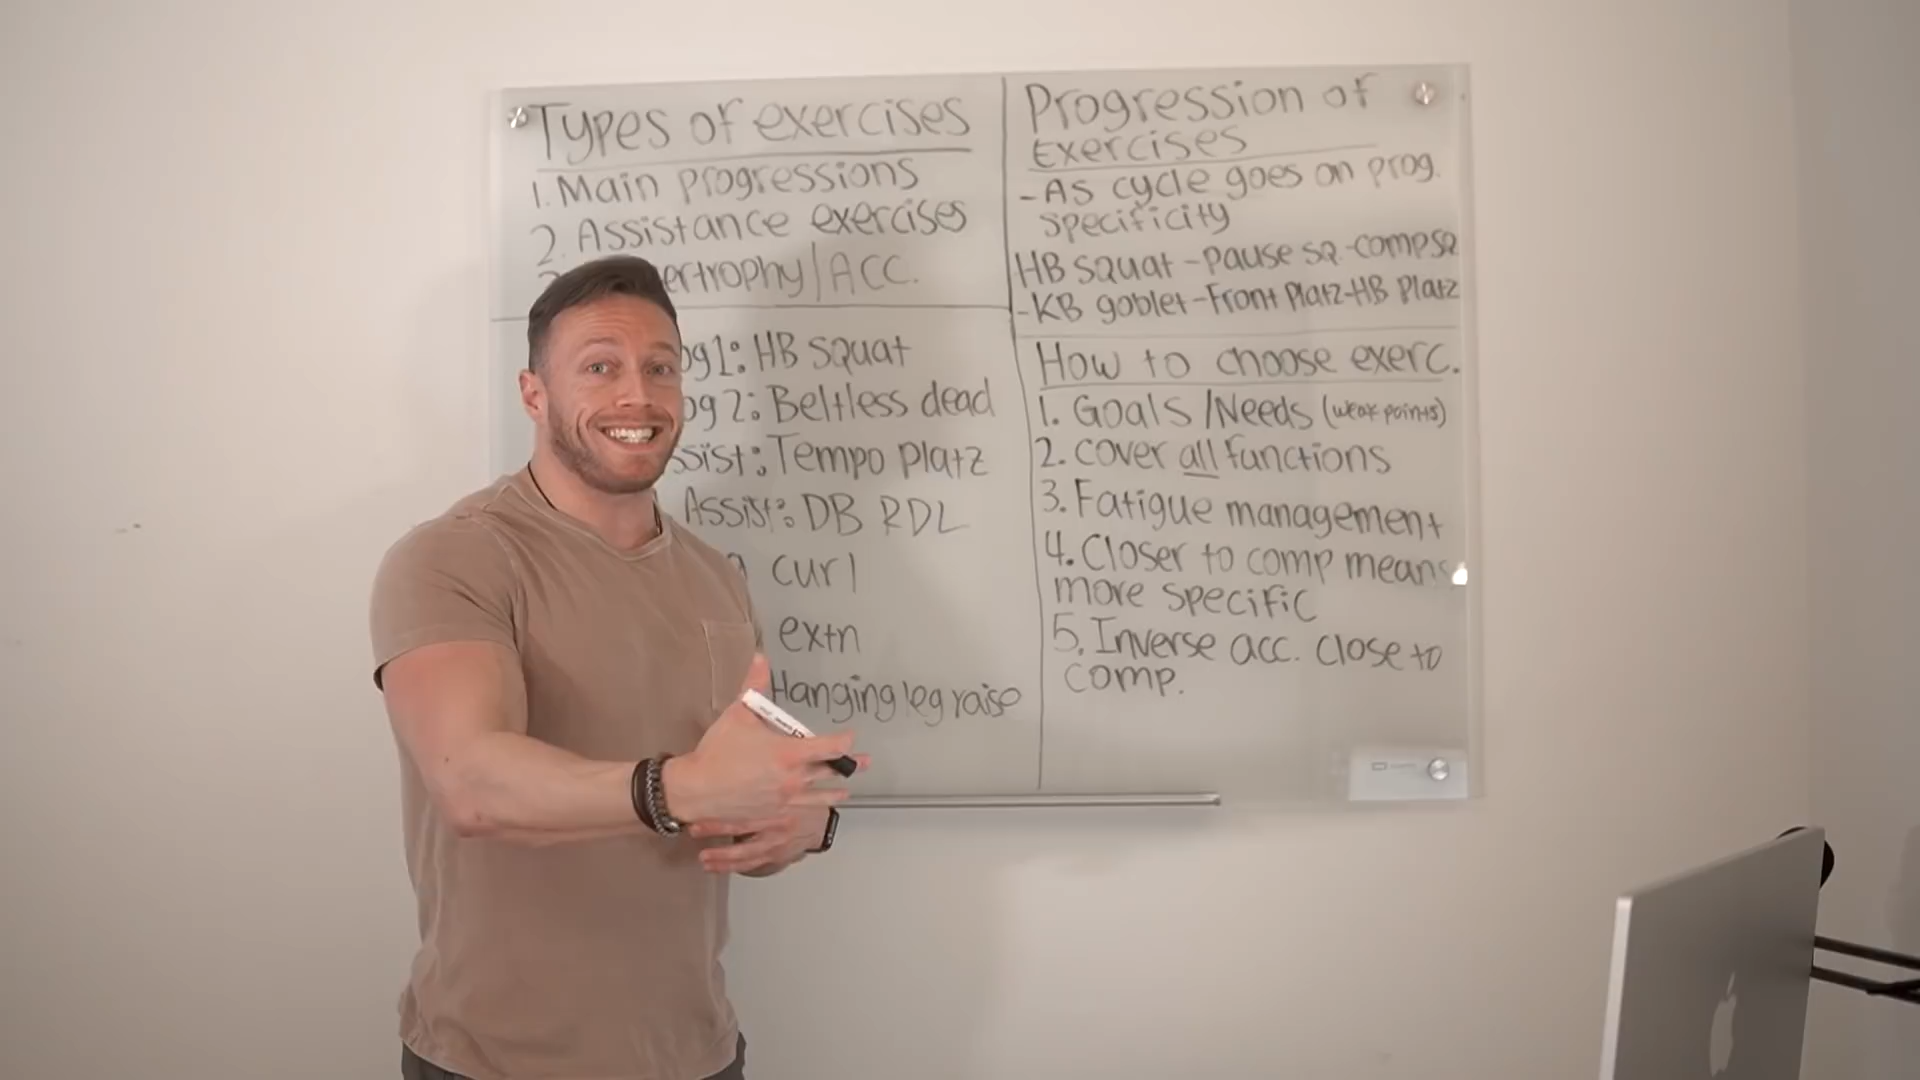 Types of exercises
1. Main progressions
2. Assistance exercises
ertrophy/ACC.
og1: HB squat
og2: Beltless dead
ssist: Tempo platz
Assist: DB RDL
curl
extn
Hanging leg raise
Progression of
Exercises
- As cycle goes on prog.
specificity
HB squat - pause sq - comp sq
- KB goblet - Front Platz - HB Platz
How to choose exerc.
1. Goals/Needs (weak points)
2. Cover all functions
3. Fatigue management
4. Closer to comp means
more specific
5. Inverse acc. close to
comp.